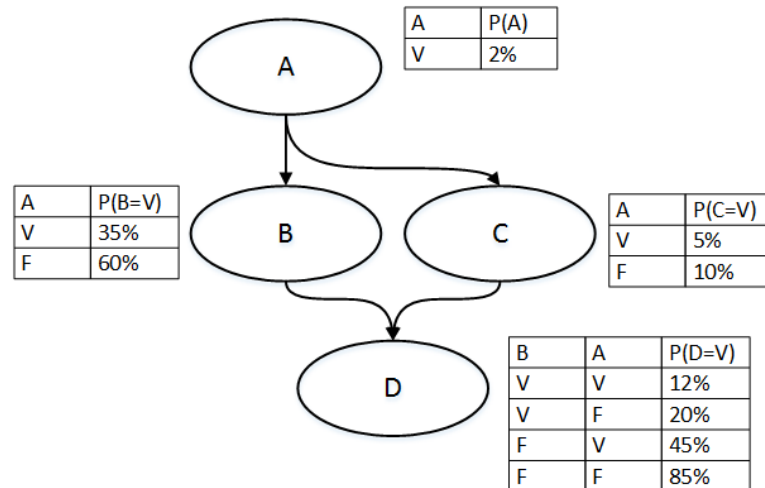 A P(A)
V 2%
A
A P(B=V)
V 35%
F 60%
B
C
A P(C=V)
V 5%
F 10%
D
B A P(D=V)
V V 12%
V F 20%
F V 45%
F F 85%